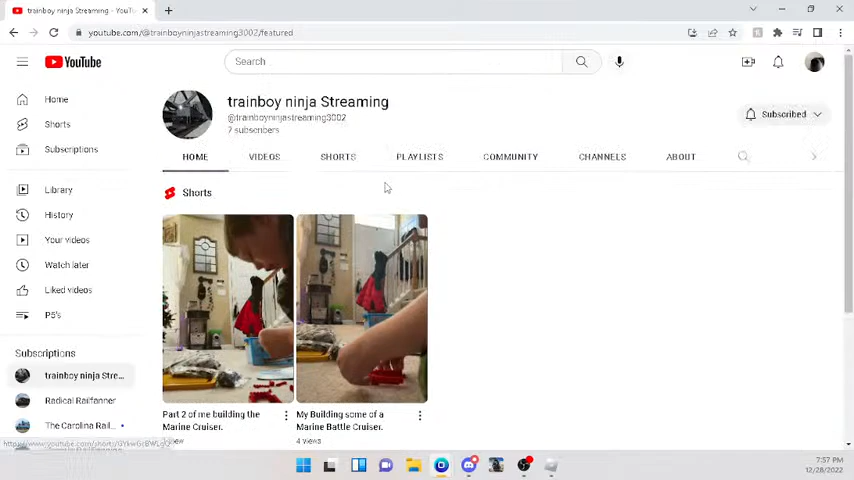 trainboy ninja Streaming - YouTu
youtube.com/@trainboyninjastreaming3002/featured
YouTube
Search
Home
Shorts
Subscriptions
Library
History
Your videos
Watch later
Liked videos
P5's
Subscriptions
trainboy ninja Stre...
Radical Railfanner
The Carolina Rail...
trainboy ninja Streaming
@trainboyninjastreaming3002
7 subscribers
Subscribed
HOME
VIDEOS
SHORTS
PLAYLISTS
COMMUNITY
CHANNELS
ABOUT
Shorts
Part 2 of me building the
Marine Cruiser.
My Building some of a
Marine Battle Cruiser.
4 views
7:57 PM
12/28/2022